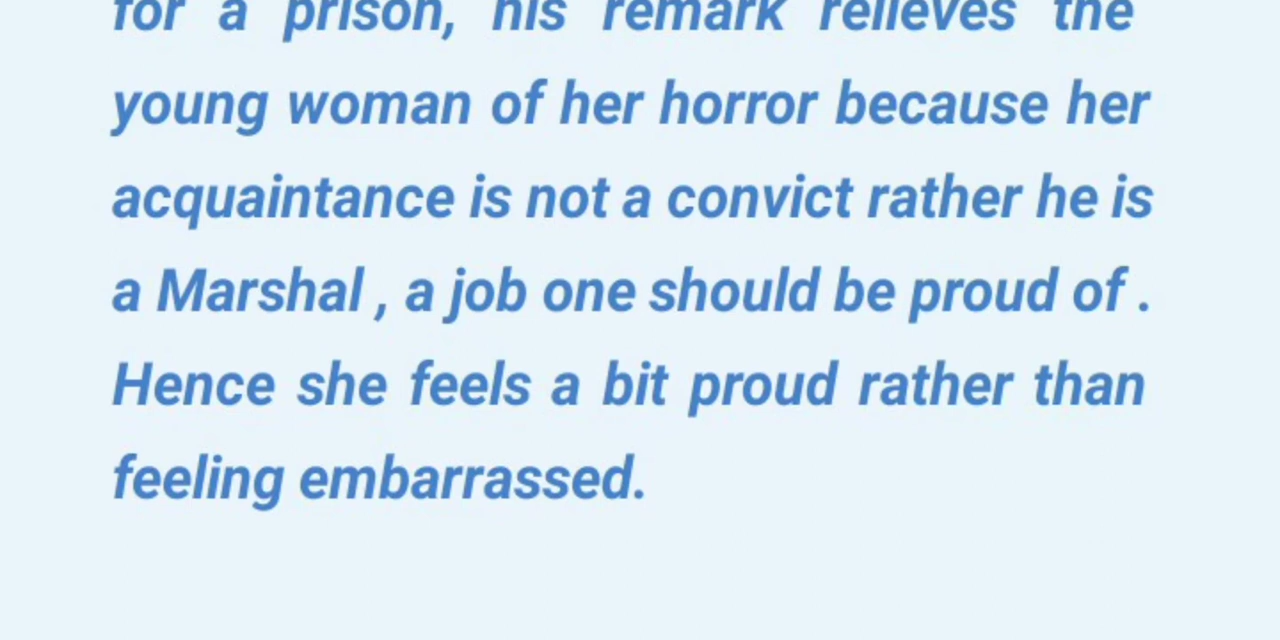 for a prison, his remark relieves the
young woman of her horror because her
acquaintance is not a convict rather he is
a Marshal , a job one should be proud of .
Hence she feels a bit proud rather than
feeling embarrassed.